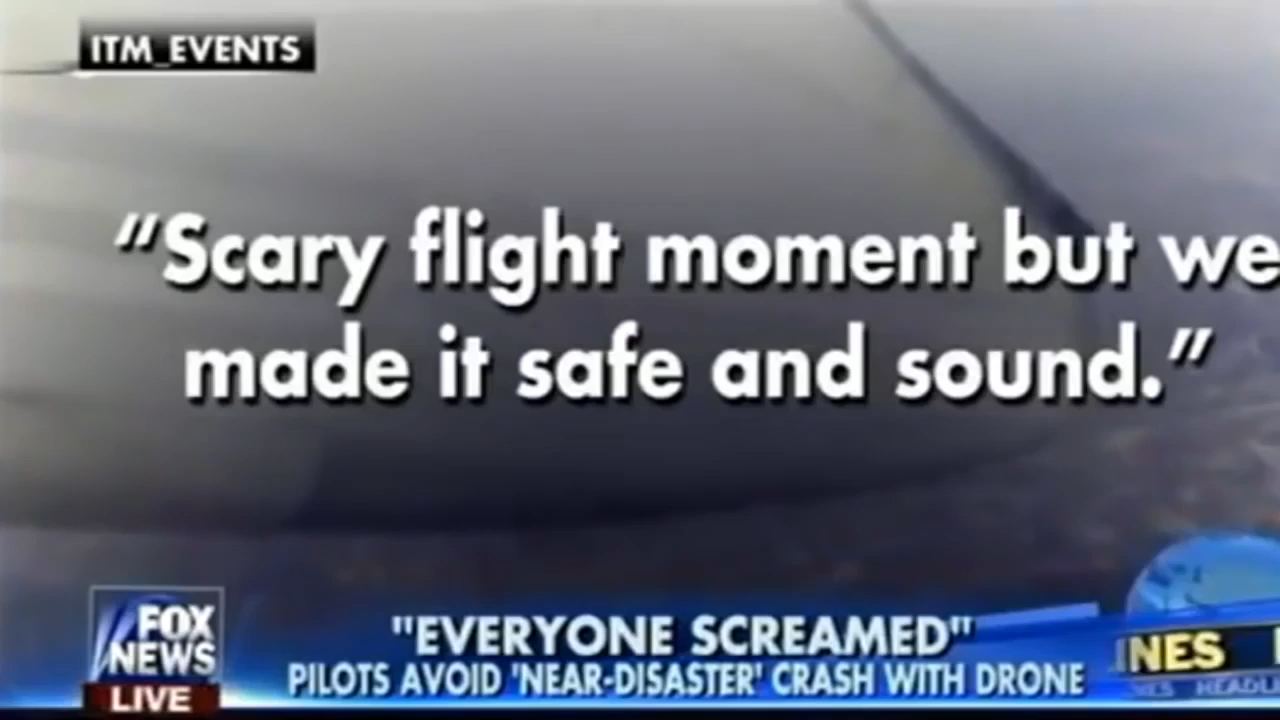 ITM_EVENTS
“Scary flight moment but we
made it safe and sound.”
FOX
NEWS
LIVE
"EVERYONE SCREAMED"
PILOTS AVOID 'NEAR-DISASTER' CRASH WITH DRONE
NES